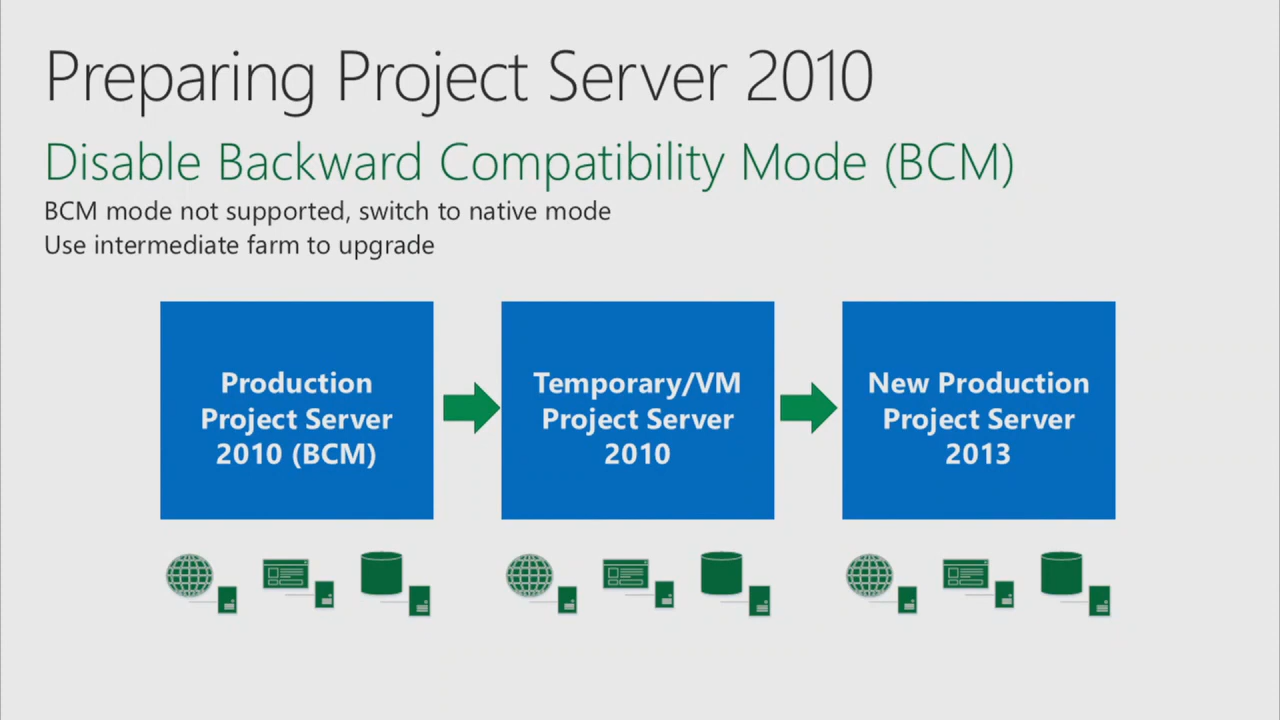 Preparing Project Server 2010
Disable Backward Compatibility Mode (BCM)
BCM mode not supported, switch to native mode
Use intermediate farm to upgrade
Production
Project Server
2010 (BCM)
Temporary/VM
Project Server
2010
New Production
Project Server
2013